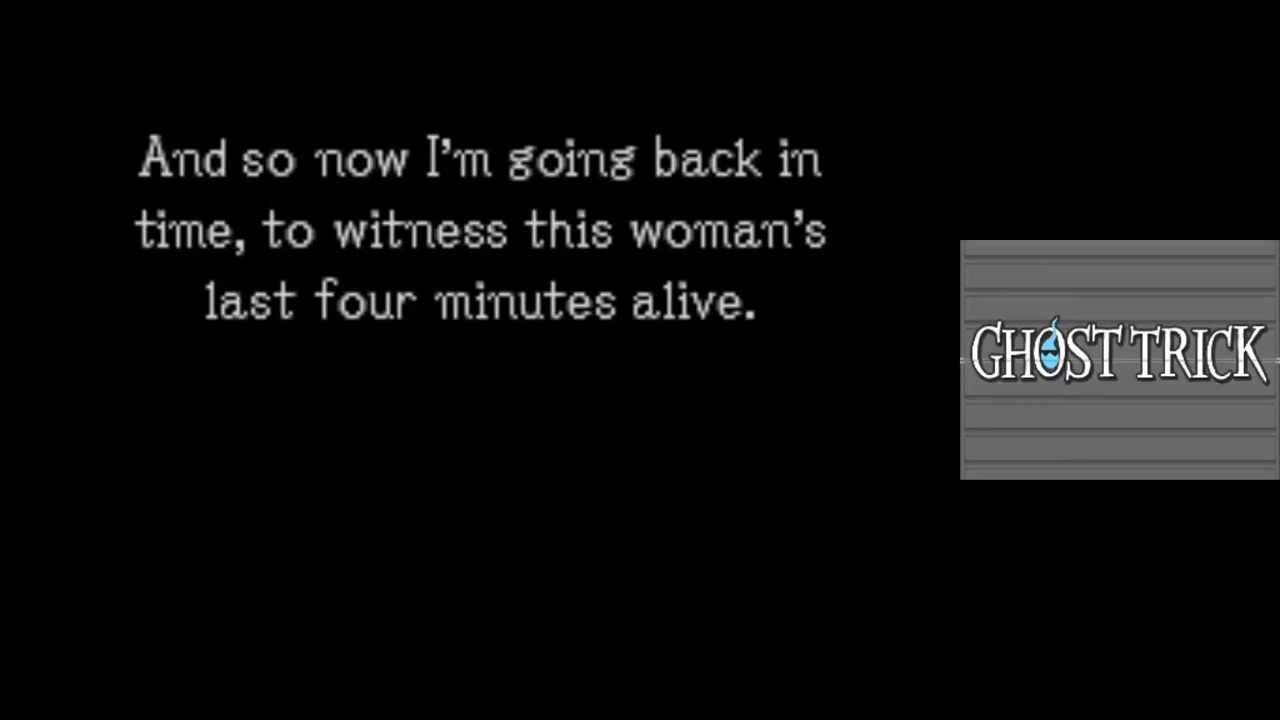 And so now I'm going back in
time, to witness this woman's
last four minutes alive.
GHOST TRICK